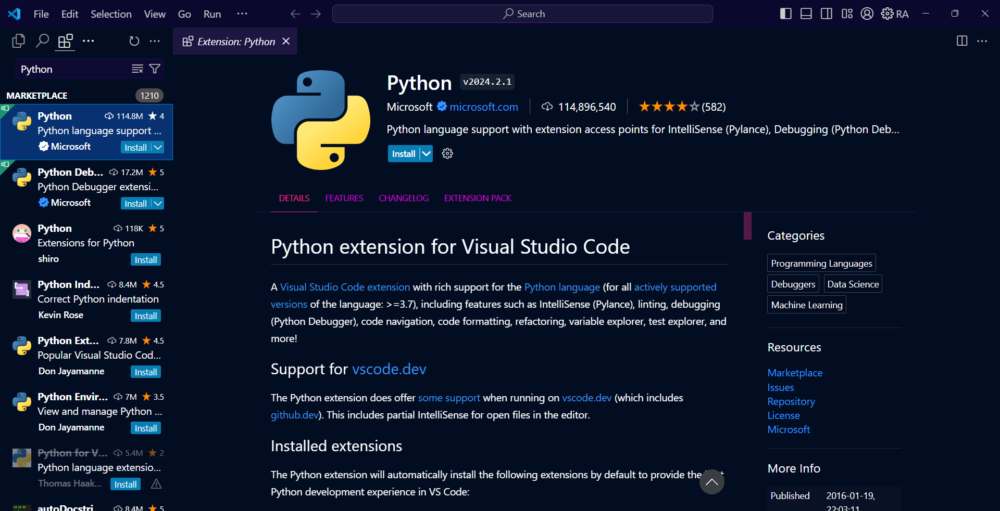 File Edit Selection View Go Run ··· Search RA
Extension: Python
Python
MARKETPLACE 1210
Python 114.8M ★ 4
Python language support ...
Microsoft Install
Python Deb... 17.2M ★ 5
Python Debugger extensi...
Microsoft Install
Python 118K ★ 5
Extensions for Python
shiro Install
Python Ind... 8.4M ★ 4.5
Correct Python indentation
Kevin Rose Install
Python Ext... 7.8M ★ 4.5
Popular Visual Studio Cod...
Don Jayamanne Install
Python Envir... 7M ★ 3.5
View and manage Python ...
Don Jayamanne Install
Python for V... 5.4M ★ 2
Python language extensio...
Thomas Haak... Install
autoDocstri 8.4M ★ 5
Python v2024.2.1
Microsoft microsoft.com 114,896,540 ★★★★☆(582)
Python language support with extension access points for IntelliSense (Pylance), Debugging (Python Deb...
Install
DETAILS FEATURES CHANGELOG EXTENSION PACK
Python extension for Visual Studio Code
A Visual Studio Code extension with rich support for the Python language (for all actively supported
versions of the language: >=3.7), including features such as IntelliSense (Pylance), linting, debugging
(Python Debugger), code navigation, code formatting, refactoring, variable explorer, test explorer, and
more!
Support for vscode.dev
The Python extension does offer some support when running on vscode.dev (which includes
github.dev). This includes partial IntelliSense for open files in the editor.
Installed extensions
The Python extension will automatically install the following extensions by default to provide the
Python development experience in VS Code:
Categories
Programming Languages
Debuggers Data Science
Machine Learning
Resources
Marketplace
Issues
Repository
License
Microsoft
More Info
Published 2016-01-19,
22:03:11